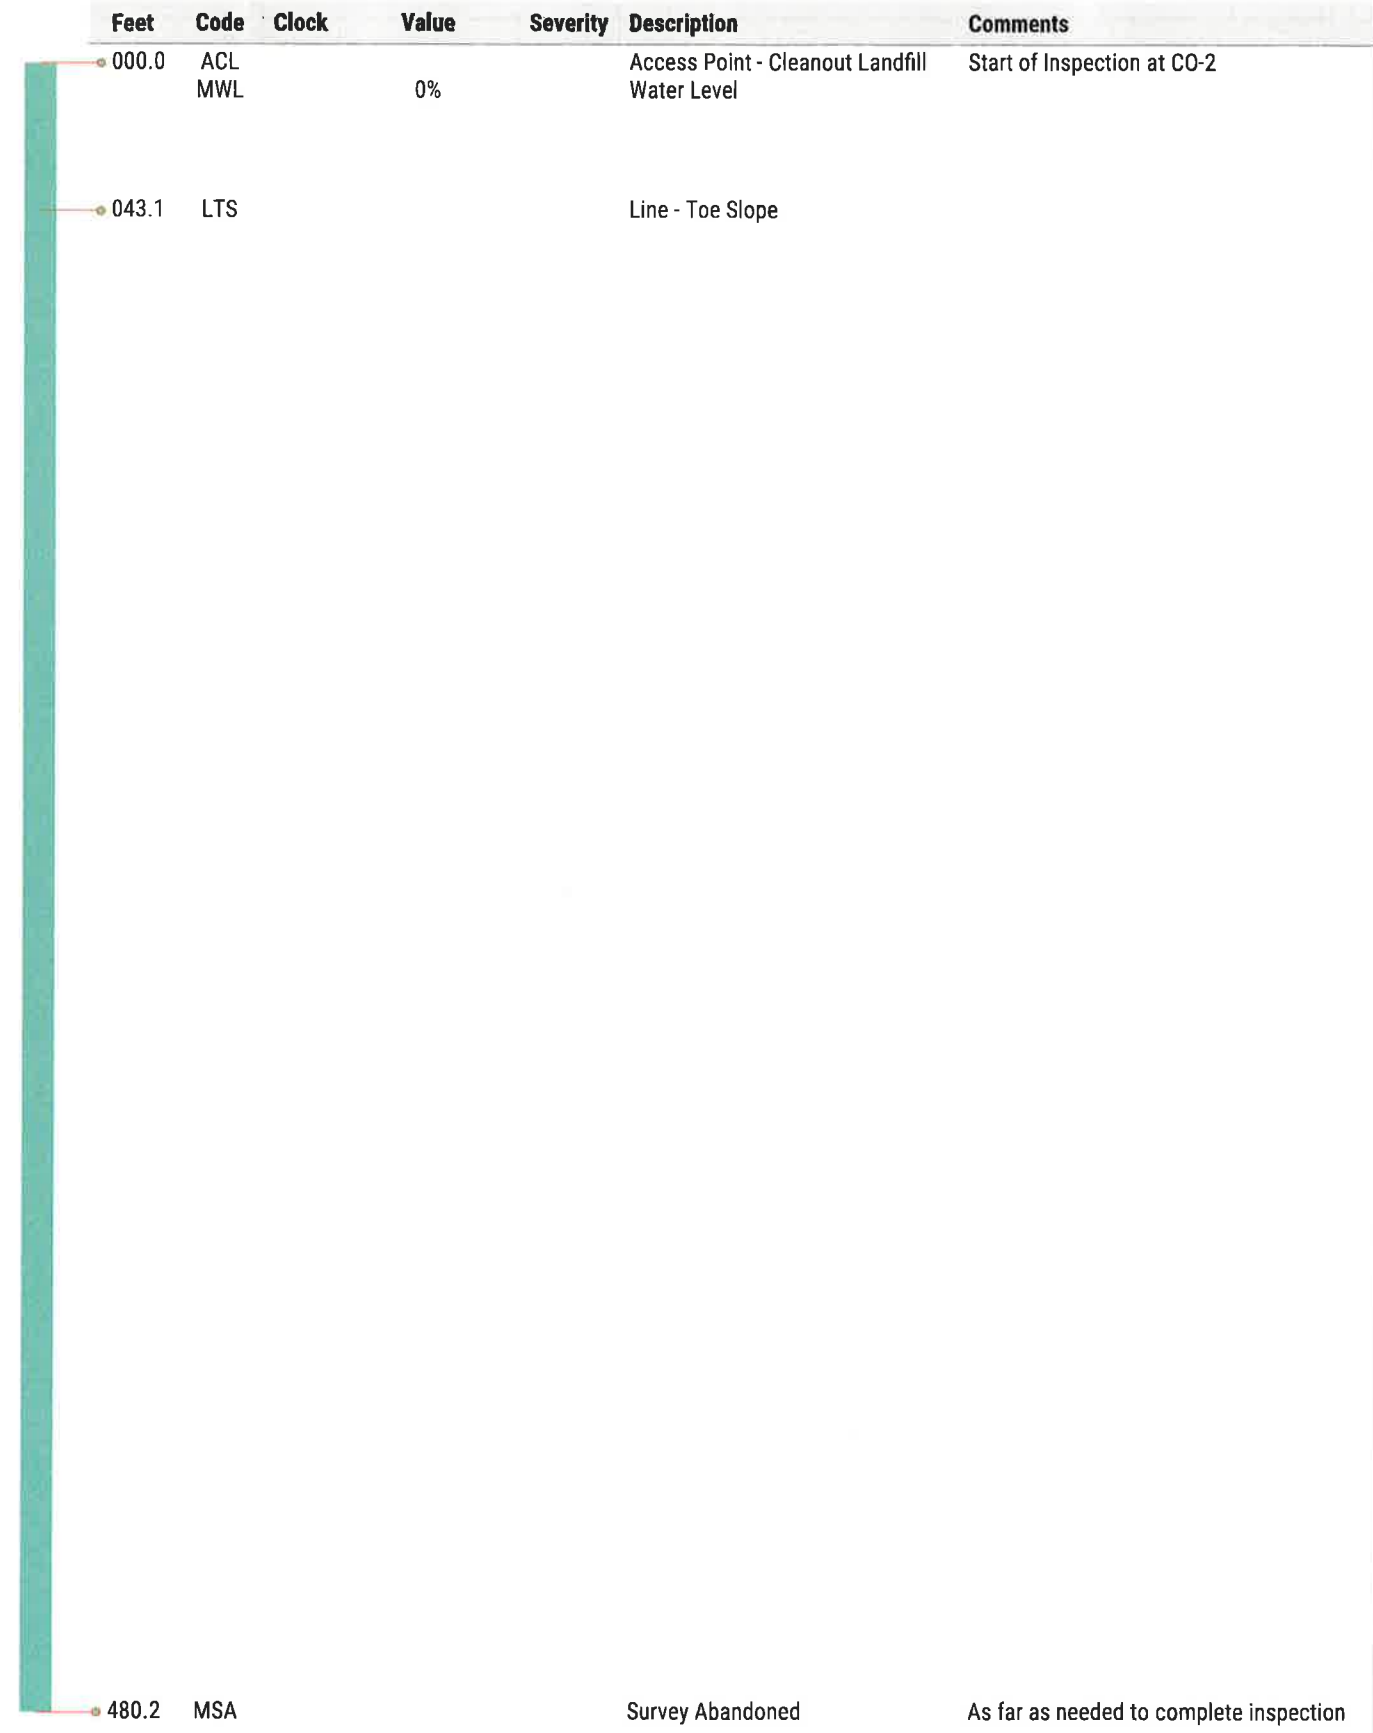 Feet Code Clock Value Severity Description Comments
000.0 ACL Access Point - Cleanout Landfill Start of Inspection at CO-2
MWL 0% Water Level
043.1 LTS Line - Toe Slope
480.2 MSA Survey Abandoned As far as needed to complete inspection